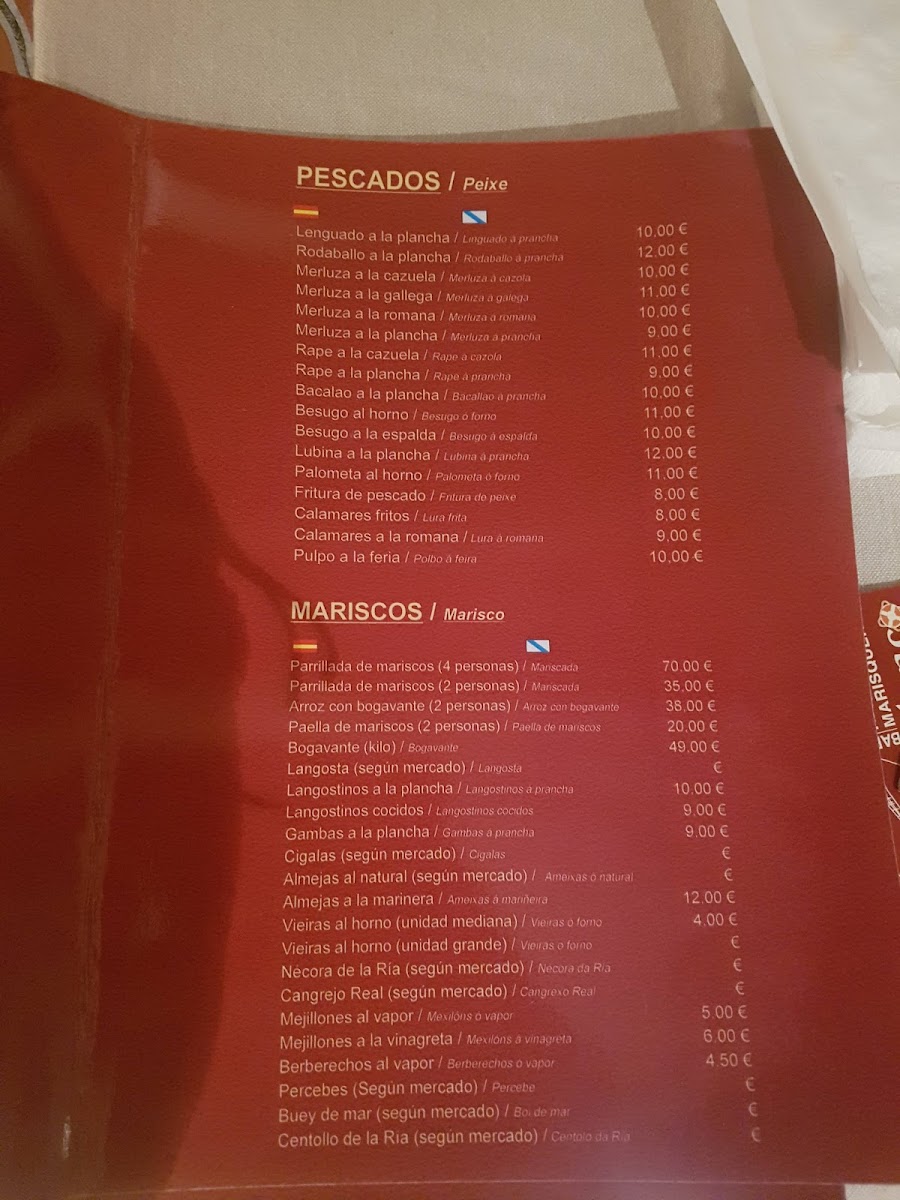 PESCADOS / Peixe
Lenguado a la plancha / Linguado á prancha 10,00 €
Rodaballo a la plancha / Rodaballo á prancha 12,00 €
Merluza a la cazuela / Merluza á cazola 10,00 €
Merluza a la gallega / Merluza á galega 11,00 €
Merluza a la romana / Merluza á romana 10,00 €
Merluza a la plancha / Merluza á prancha 9,00 €
Rape a la cazuela / Rape á cazola 11,00 €
Rape a la plancha / Rape á prancha 9,00 €
Bacalao a la plancha / Bacallao á prancha 10,00 €
Besugo al horno / Besugo ó forno 11,00 €
Besugo a la espalda / Besugo á espalda 10,00 €
Lubina a la plancha / Lubina á prancha 12,00 €
Palometa al horno / Palometa ó forno 11,00 €
Fritura de pescado / Fritura de peixe 8,00 €
Calamares fritos / Lura frita 8,00 €
Calamares a la romana / Lura á romana 9,00 €
Pulpo a la feria / Polbo á feira 10,00 €
MARISCOS / Marisco
Parrillada de mariscos (4 personas) / Mariscada 70,00 €
Parrillada de mariscos (2 personas) / Mariscada 35,00 €
Arroz con bogavante (2 personas) / Arroz con bogavante 38,00 €
Paella de mariscos (2 personas) / Paella de mariscos 20,00 €
Bogavante (kilo) / Bogavante 49,00 €
Langosta (según mercado) / Langosta €
Langostinos a la plancha / Langostinos á prancha 10,00 €
Langostinos cocidos / Langostinos cocidos 9,00 €
Gambas a la plancha / Gambas á prancha 9,00 €
Cigalas (según mercado) / Cigalas €
Almejas al natural (según mercado) / Ameixas ó natural €
Almejas a la marinera / Ameixas á mariñeira 12,00 €
Vieiras al horno (unidad mediana) / Vieiras ó forno 4,00 €
Vieiras al horno (unidad grande) / Vieiras ó forno €
Nécora de la Ría (según mercado) / Nécora da Ría €
Cangrejo Real (según mercado) / Cangrexo Real €
Mejillones al vapor / Mexilóns ó vapor 5,00 €
Mejillones a la vinagreta / Mexilóns á vinagreta 6,00 €
Berberechos al vapor / Berberechos ó vapor 4,50 €
Percebes (Según mercado) / Percebe €
Buey de mar (según mercado) / Boi de mar €
Centollo de la Ría (según mercado) / Centolo da Ría €